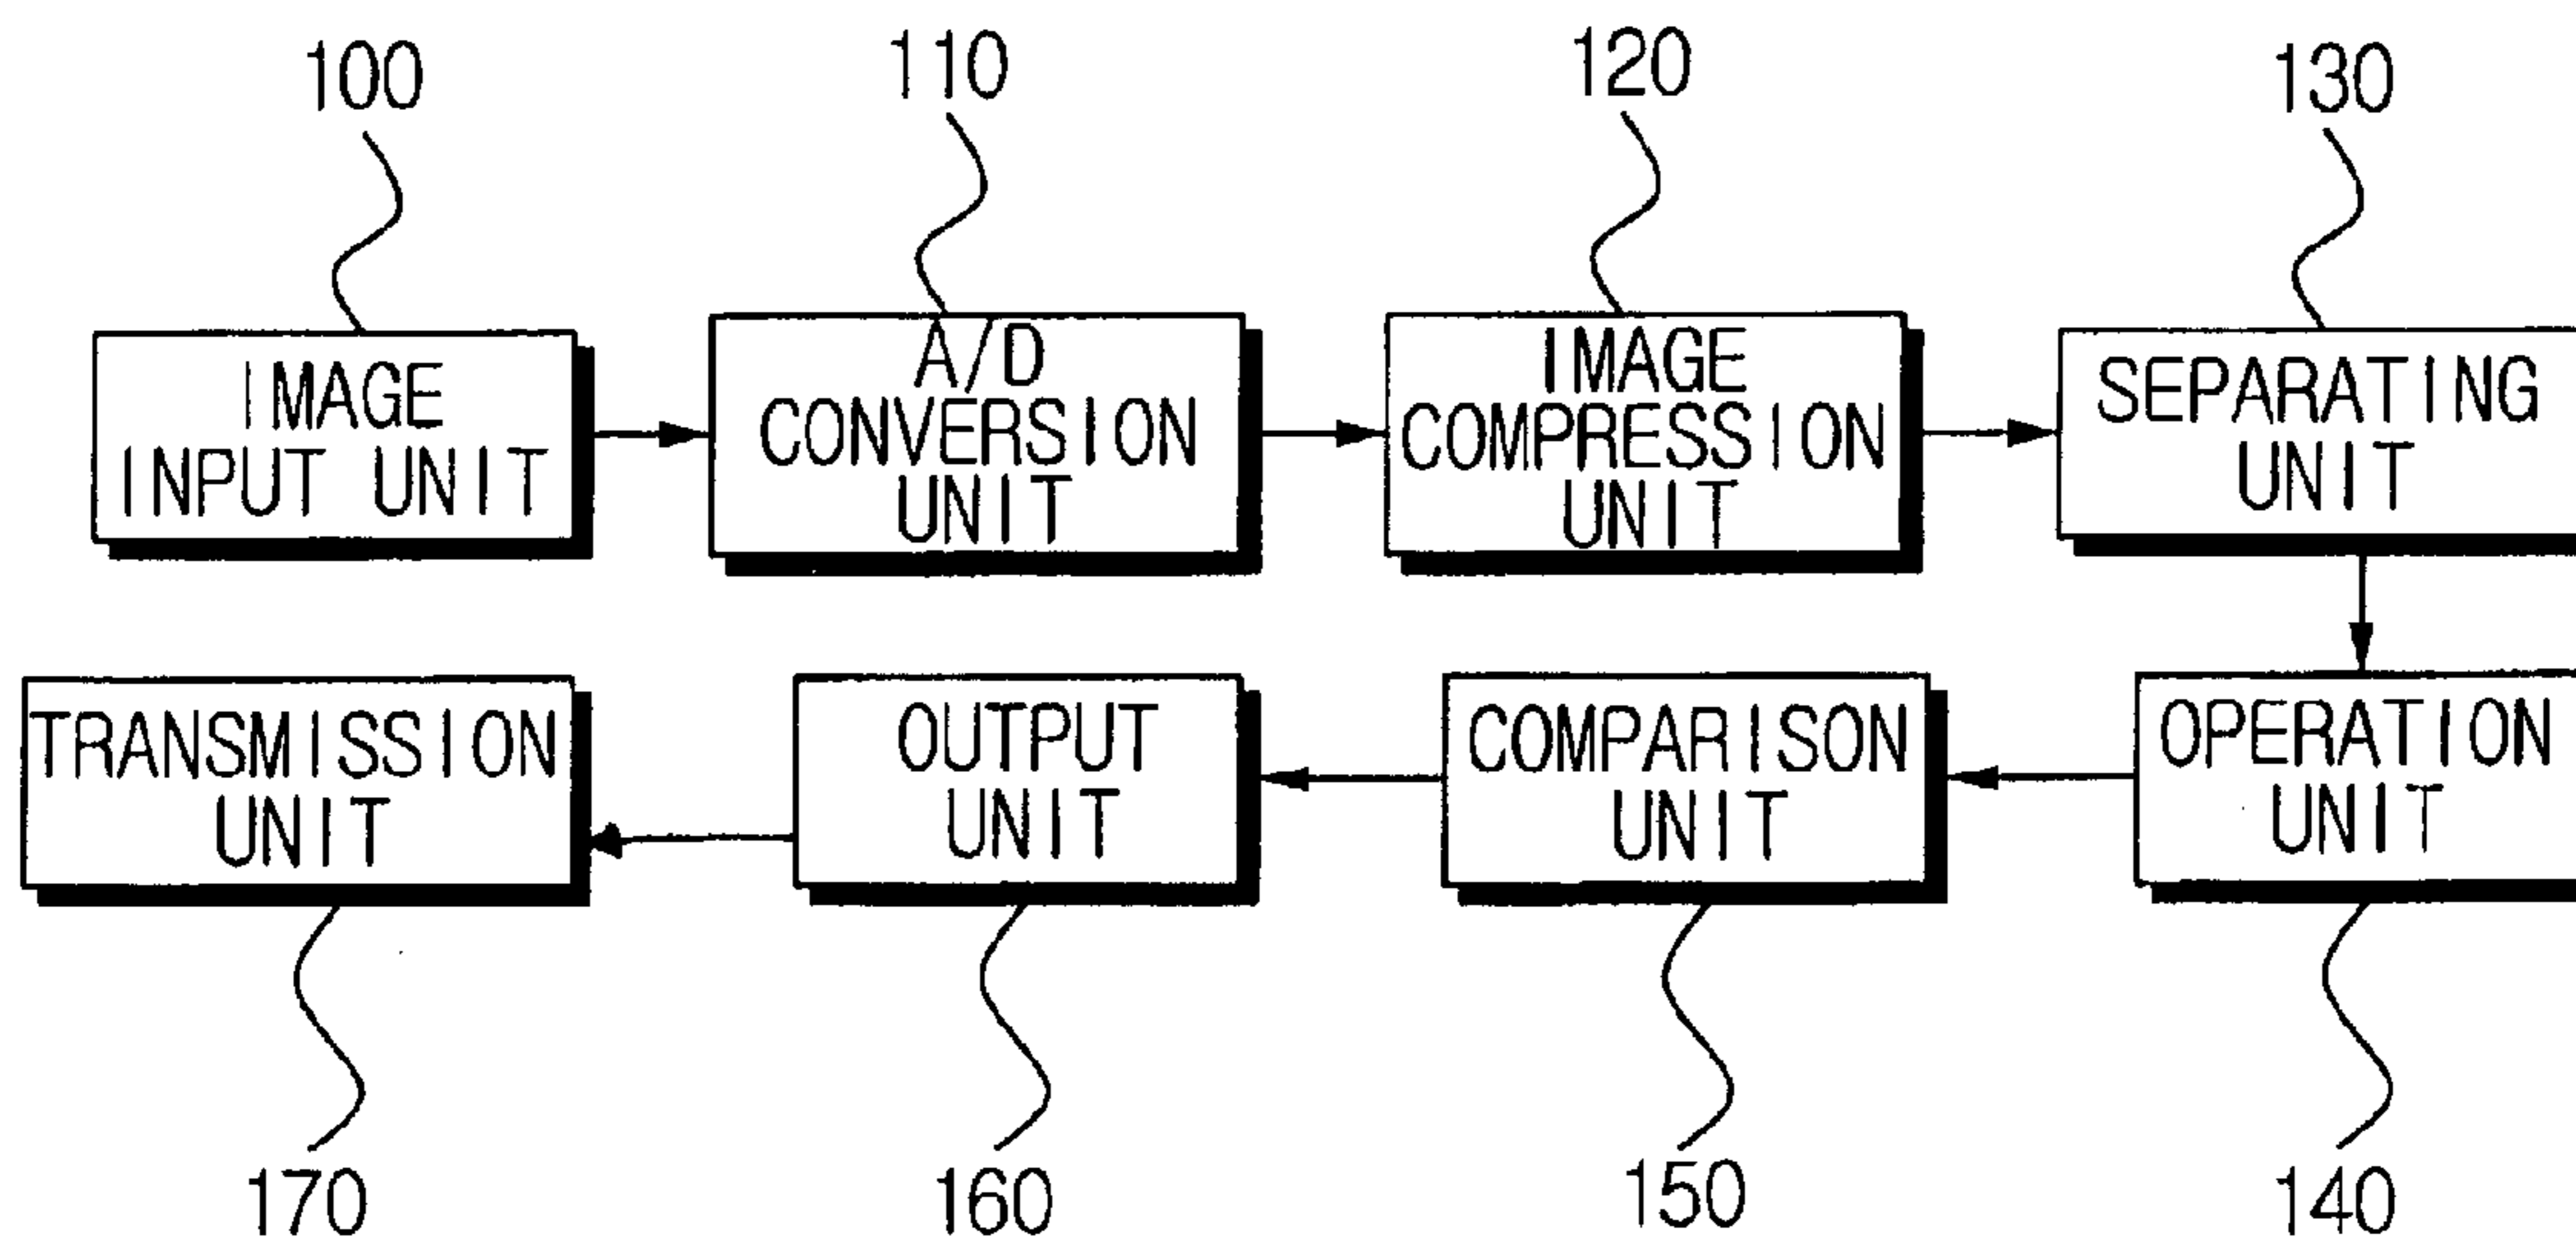 100
110
120
130
IMAGE
INPUT UNIT
A/D
CONVERSION
UNIT
IMAGE
COMPRESSION
UNIT
SEPARATING
UNIT
TRANSMISSION
UNIT
OUTPUT
UNIT
COMPARISON
UNIT
OPERATION
UNIT
170
160
150
140